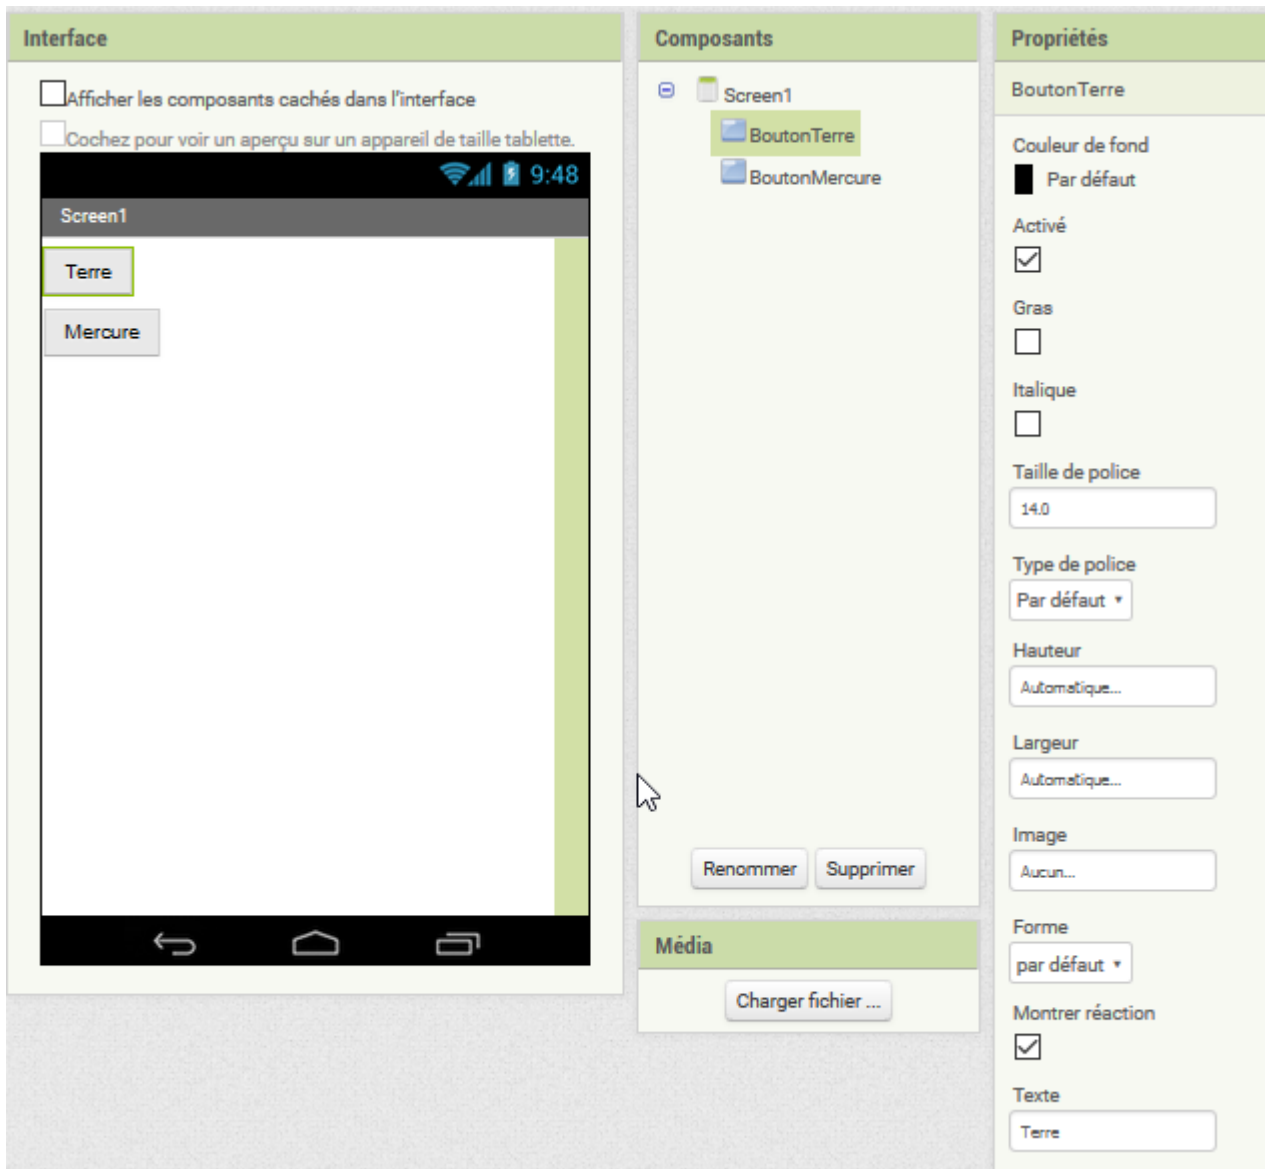 Interface
Afficher les composants cachés dans l'interface
Cochez pour voir un aperçu sur un appareil de taille tablette.
9:48
Screen1
Terre
Mercure
Composants
Screen1
BoutonTerre
BoutonMercure
Renommer Supprimer
Média
Charger fichier ...
Propriétés
BoutonTerre
Couleur de fond
Par défaut
Activé
Gras
Italique
Taille de police
14.0
Type de police
Par défaut
Hauteur
Automatique...
Largeur
Automatique...
Image
Aucun...
Forme
par défaut
Montrer réaction
Texte
Terre